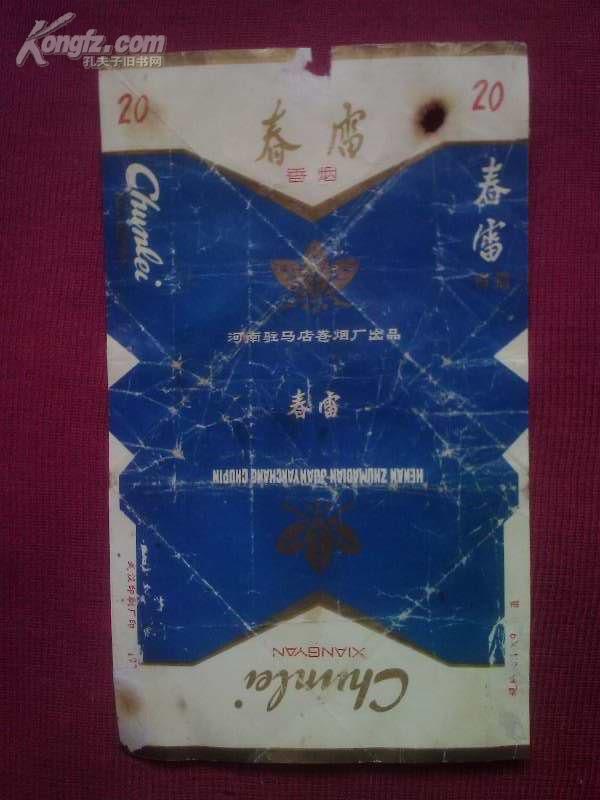 Kongfz.com
孔夫子旧书网
20
20
春雷
香烟
Chunlei
春雷
河南驻马店卷烟厂出品
春雷
HENAN ZHUMADIAN JUANYANCHANG CHUPIN
XIANGYAN
Chunlei